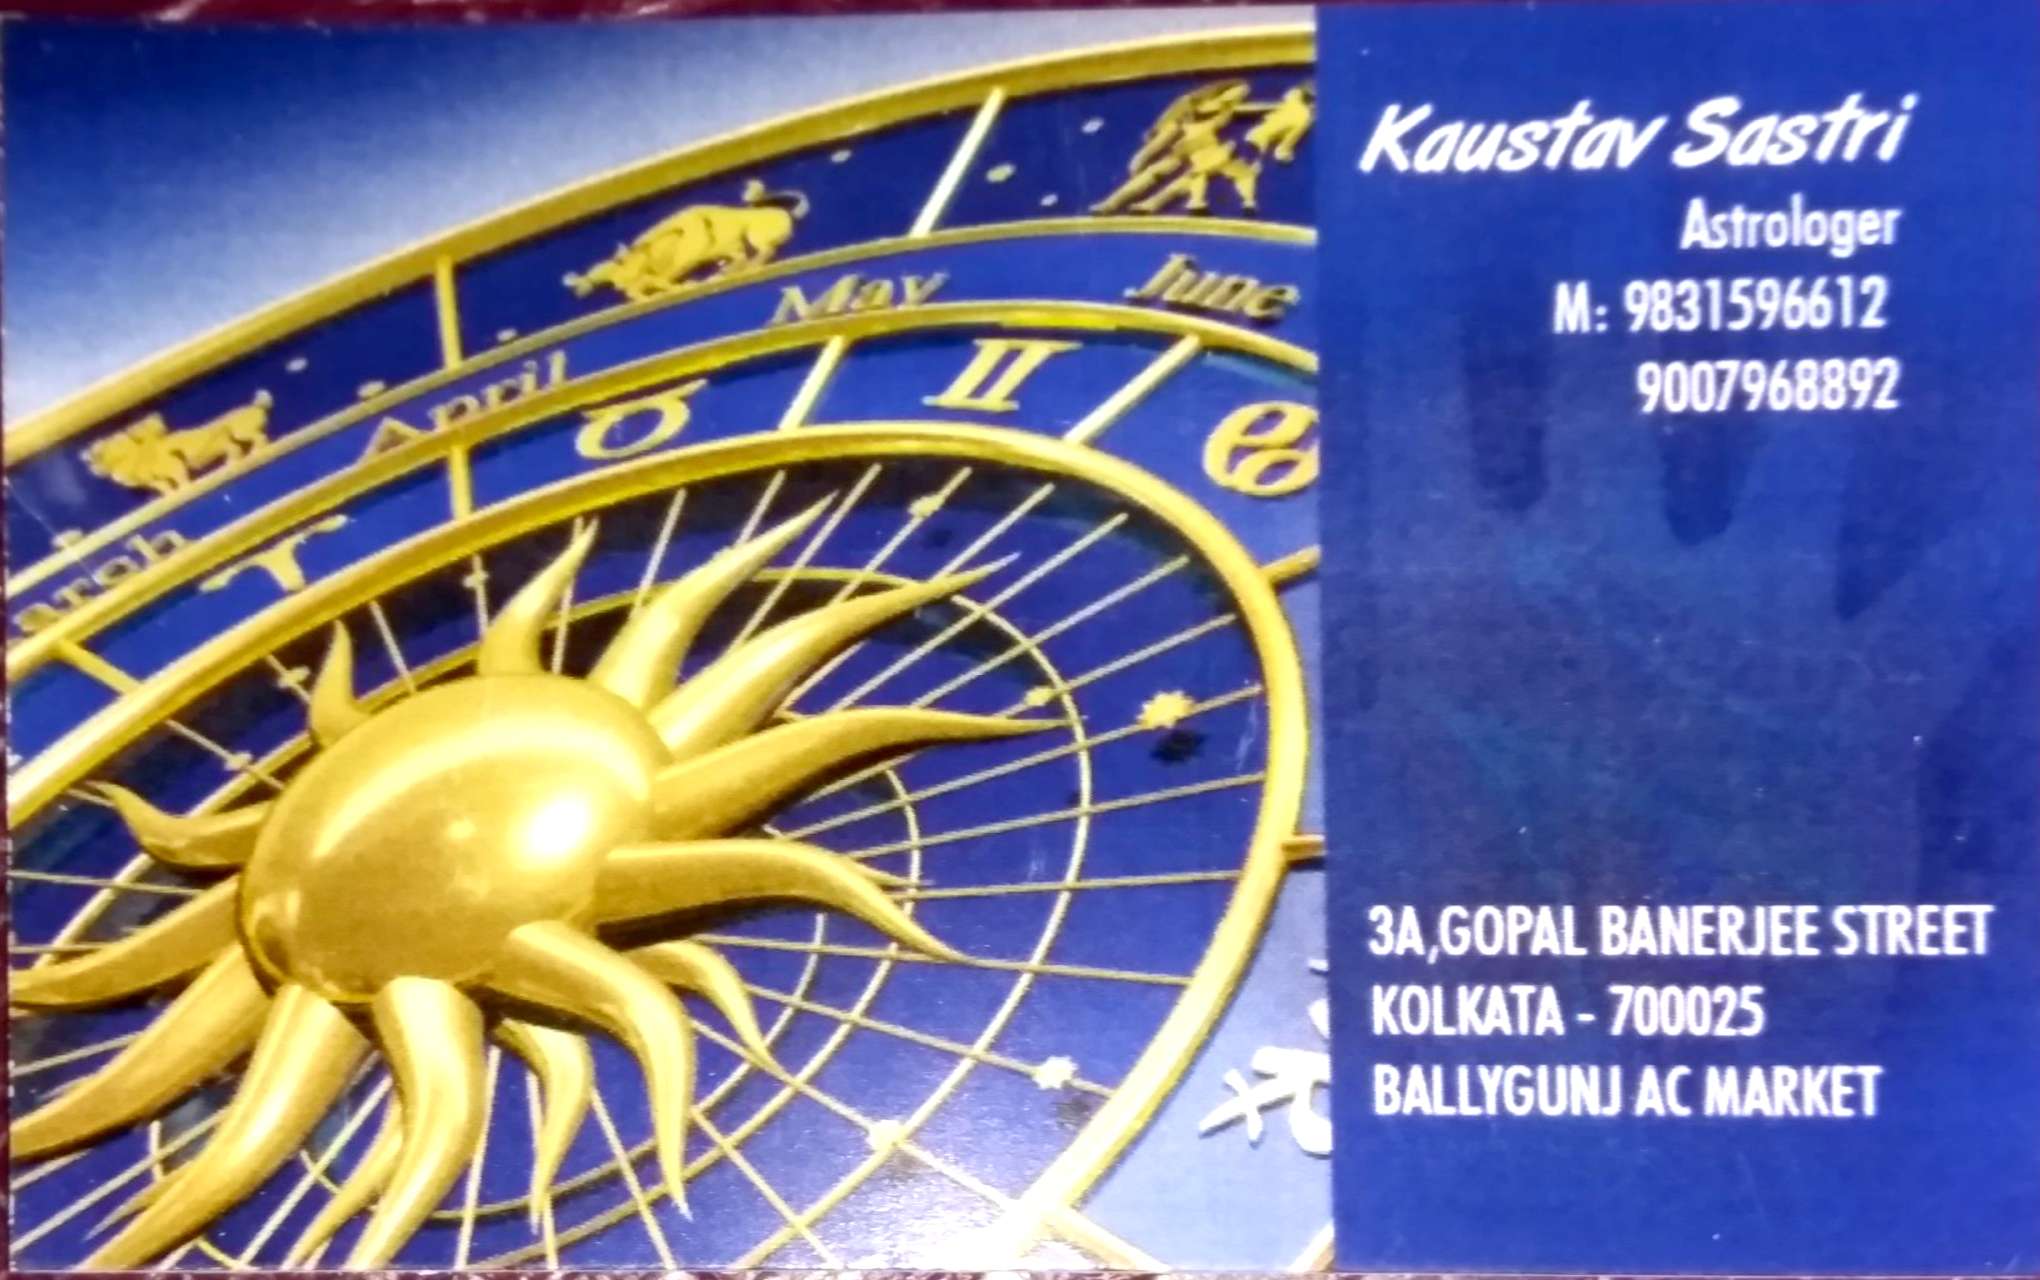 Kaustav Sastri
Astrologer
M: 9831596612
9007968892
3A,GOPAL BANERJEE STREET
KOLKATA - 700025
BALLYGUNJ AC MARKET
April
May
June